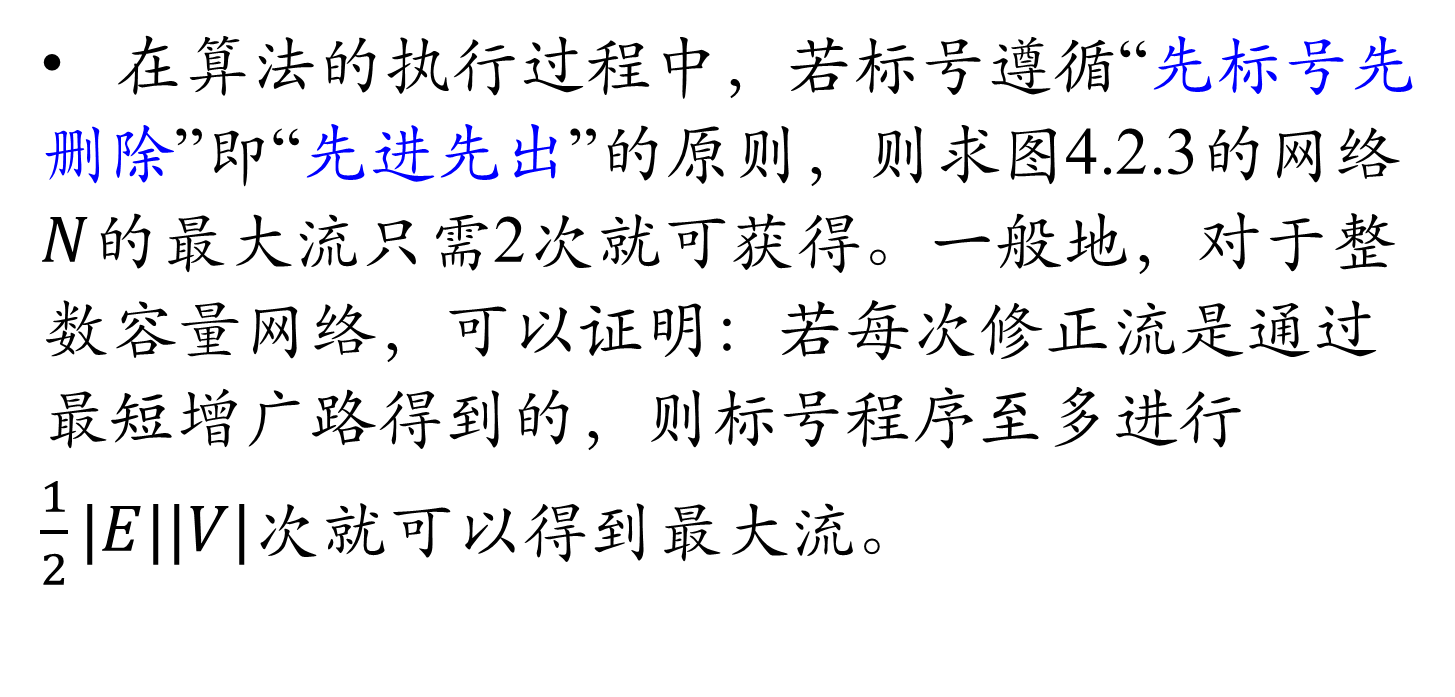 • 在算法的执行过程中，若标号遵循“先标号先
删除”即“先进先出”的原则，则求图4.2.3的网络
N的最大流只需2次就可获得。一般地，对于整
数容量网络，可以证明：若每次修正流是通过
最短增广路得到的，则标号程序至多进行
$\frac{1}{2}|E||V|$次就可以得到最大流。